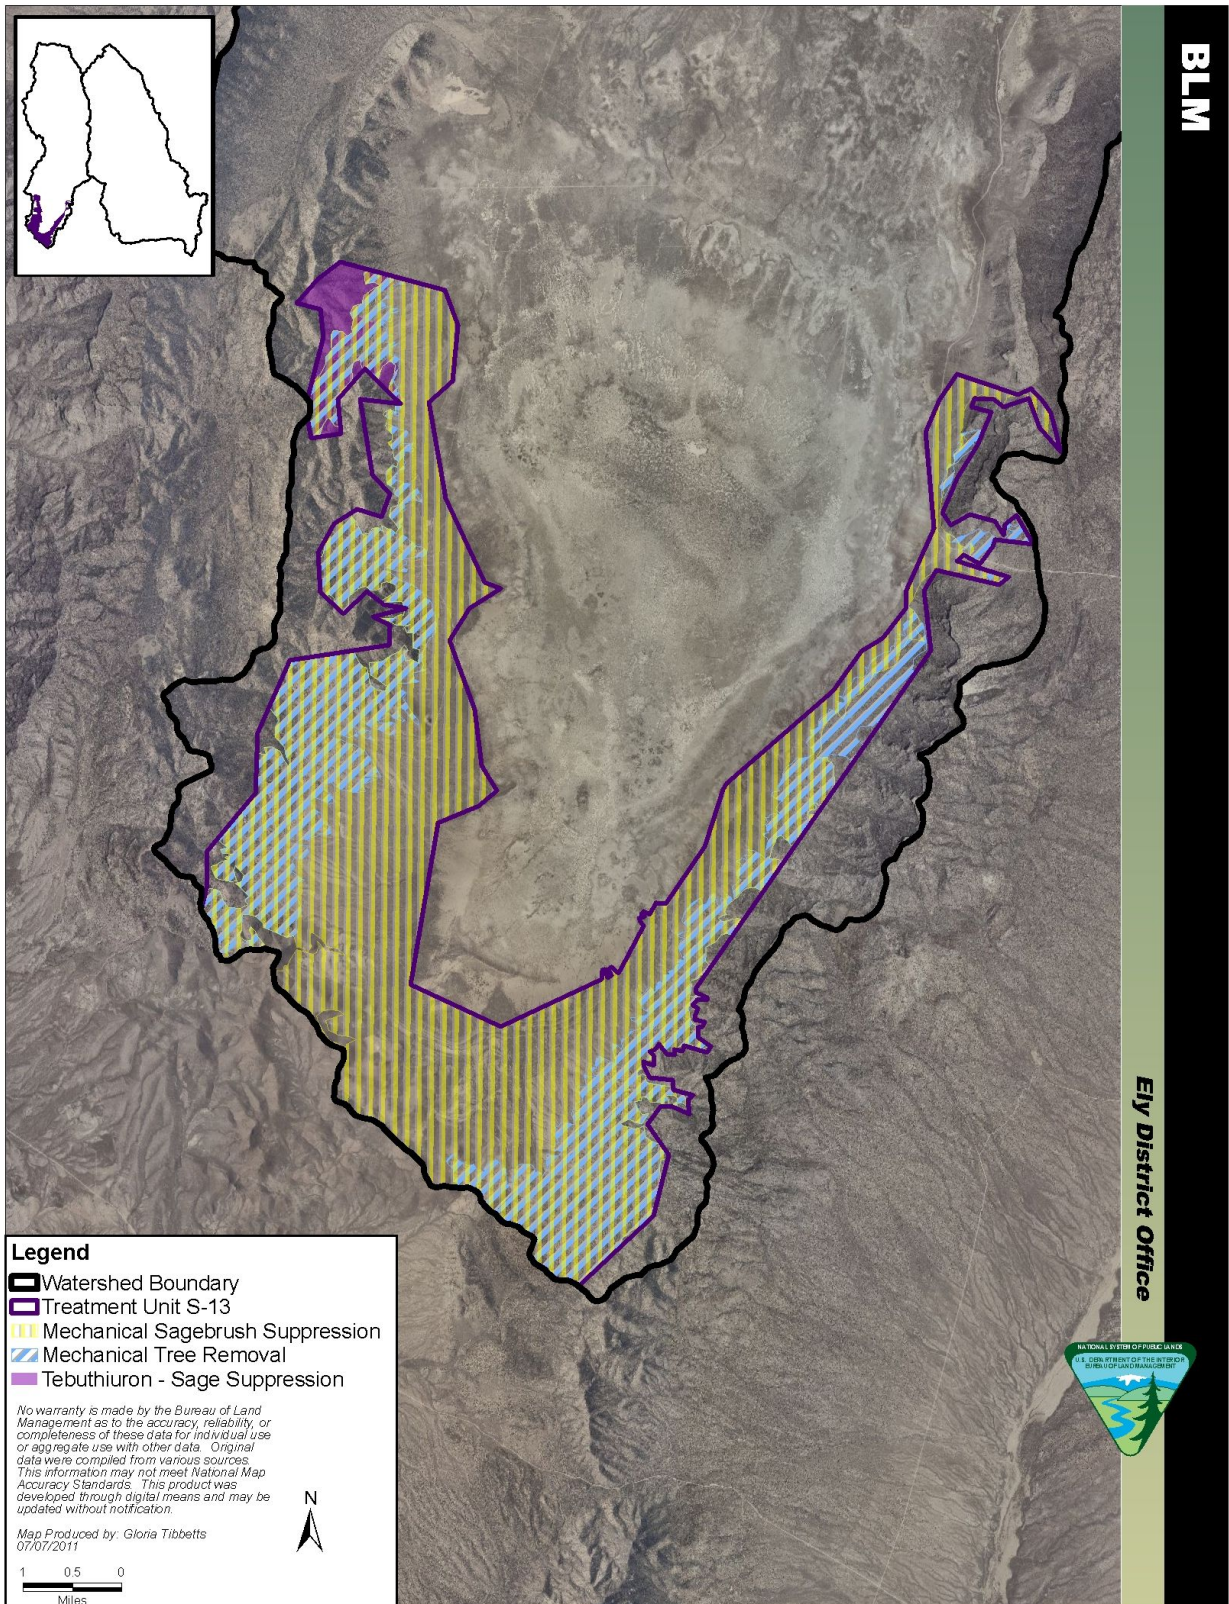 BLM
Ely District Office
NATIONAL SYSTEM OF PUBLIC LANDS
U.S. DEPARTMENT OF THE INTERIOR
BUREAU OF LAND MANAGEMENT
Legend
Watershed Boundary
Treatment Unit S-13
Mechanical Sagebrush Suppression
Mechanical Tree Removal
Tebuthiuron - Sage Suppression
No warranty is made by the Bureau of Land
Management as to the accuracy, reliability, or
completeness of these data for individual use
or aggregate use with other data. Original
data were compiled from various sources.
This information may not meet National Map
Accuracy Standards. This product was
developed through digital means and may be
updated without notification.
Map Produced by: Gloria Tibbetts
07/07/2011
N
1 0.5 0
Miles